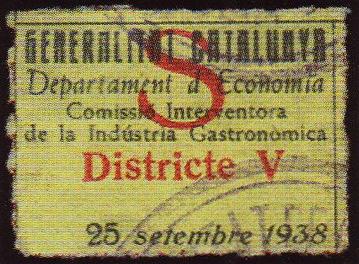 GENERALITAT CATALUNYA
S
Departament d'Economia
Comissió Interventora
de la Indústria Gastronòmica
Districte V
25 setembre 1938